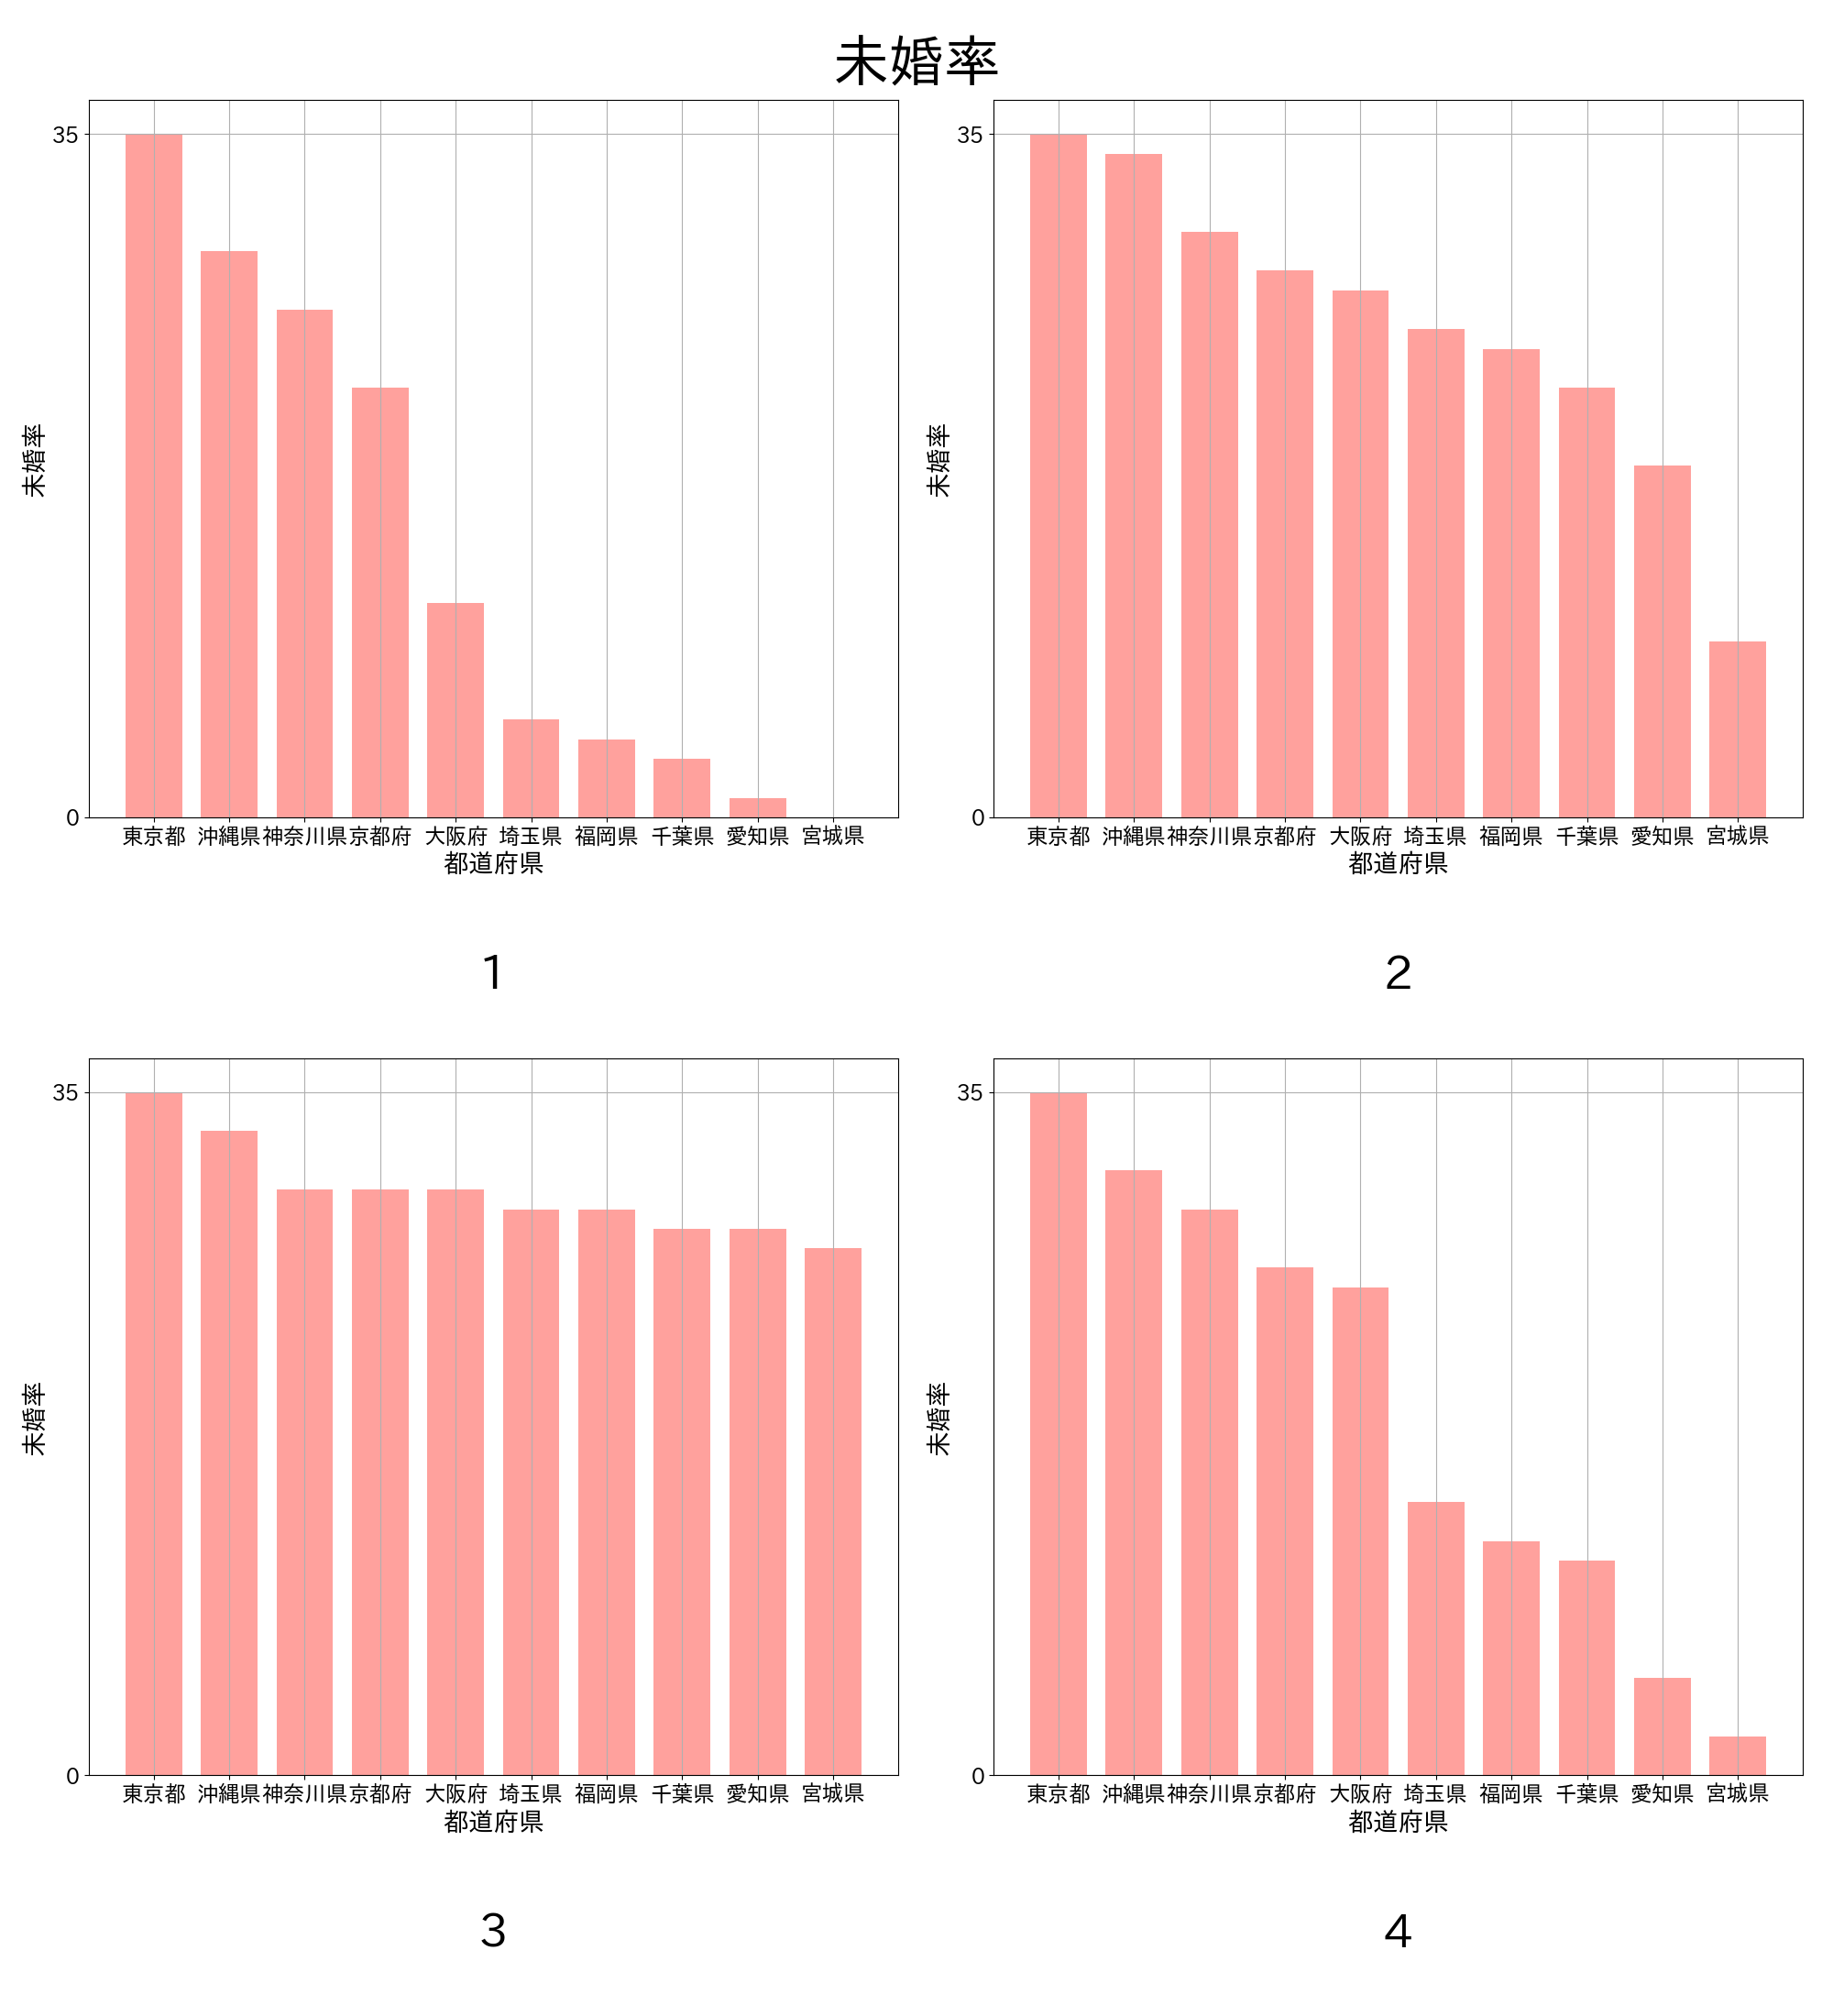 未婚率
35
0
未婚率
東京都 沖縄県 神奈川県 京都府 大阪府 埼玉県 福岡県 千葉県 愛知県 宮城県
都道府県
1
35
0
未婚率
東京都 沖縄県 神奈川県 京都府 大阪府 埼玉県 福岡県 千葉県 愛知県 宮城県
都道府県
2
35
0
未婚率
東京都 沖縄県 神奈川県 京都府 大阪府 埼玉県 福岡県 千葉県 愛知県 宮城県
都道府県
3
35
0
未婚率
東京都 沖縄県 神奈川県 京都府 大阪府 埼玉県 福岡県 千葉県 愛知県 宮城県
都道府県
4